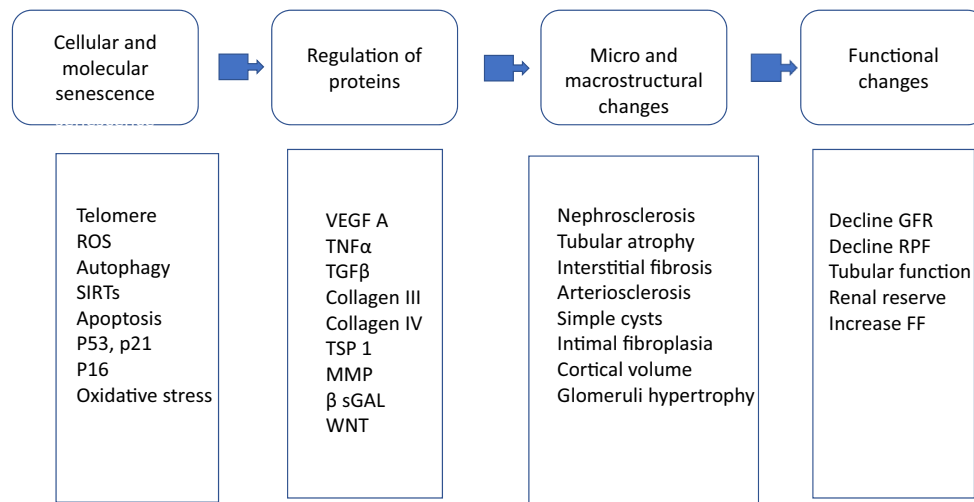 Cellular and
molecular
senescence
senescence
Regulation of
proteins
Micro and
macrostructural
changes
Functional
changes
Telomere
ROS
Autophagy
SIRTs
Apoptosis
P53, p21
P16
Oxidative stress
VEGF A
TNFα
TGFβ
Collagen III
Collagen IV
TSP 1
MMP
β sGAL
WNT
Nephrosclerosis
Tubular atrophy
Interstitial fibrosis
Arteriosclerosis
Simple cysts
Intimal fibroplasia
Cortical volume
Glomeruli hypertrophy
Decline GFR
Decline RPF
Tubular function
Renal reserve
Increase FF